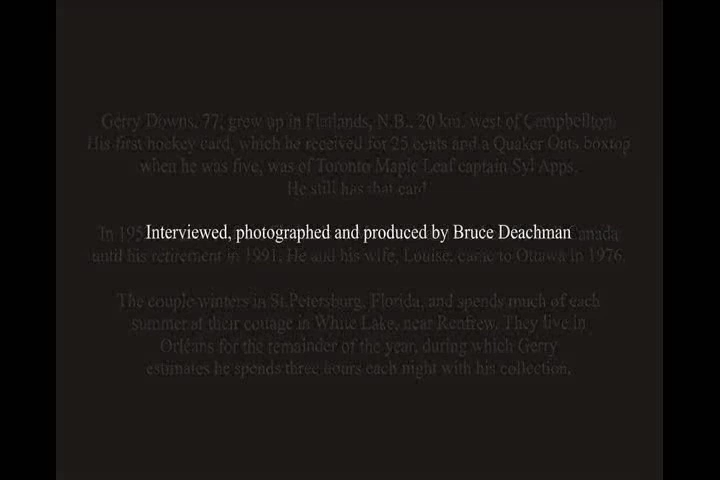 Gerry Downs, 77, grew up in Flatlands, N.B., 20 km. west of Campbellton.
His first hockey card, which he received for 25 cents and a Quaker Oats boxtop
when he was five, was of Toronto Maple Leaf captain Syl Apps.
He still has that card.
In 195
Interviewed, photographed and produced by Bruce Deachman
Canada
until his retirement in 1991. He and his wife, Louise, came to Ottawa in 1976.
The couple winters in St.Petersburg, Florida, and spends much of each
summer at their cottage in White Lake, near Renfrew. They live in
Orléans for the remainder of the year, during which Gerry
estimates he spends three hours each night with his collection.